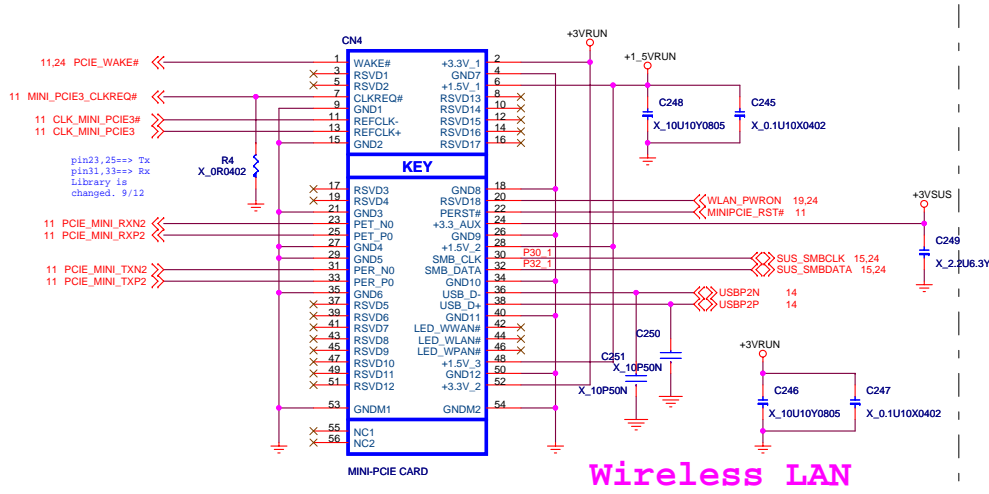 CN4
+3VRUN
11,24 PCIE_WAKE#
1 WAKE# +3.3V_1 2
3 RSVD1 GND7 4
5 RSVD2 +1.5V_1 6
11 MINI_PCIE3_CLKREQ#
7 CLKREQ# RSVD13 8
9 GND1 RSVD14 10
11 CLK_MINI_PCIE3#
11 REFCLK- RSVD15 12
11 CLK_MINI_PCIE3
13 REFCLK+ RSVD16 14
15 GND2 RSVD17 16
+1_5VRUN
C248
X_10U10Y0805
C245
X_0.1U10X0402
KEY
pin23,25==> Tx
pin31,33==> Rx
Library is
changed. 9/12
R4
X_0R0402
17 RSVD3 GND8 18
19 RSVD4 RSVD18 20
WLAN_PWRON 19,24
21 GND3 PERST# 22
MINIPCIE_RST# 11
11 PCIE_MINI_RXN2
23 PET_N0 +3.3_AUX 24
11 PCIE_MINI_RXP2
25 PET_P0 GND9 26
27 GND4 +1.5V_2 28
29 GND5 SMB_CLK 30
P30_1
SUS_SMBCLK 15,24
11 PCIE_MINI_TXN2
31 PER_N0 SMB_DATA 32
P32_1
SUS_SMBDATA 15,24
11 PCIE_MINI_TXP2
33 PER_P0 GND10 34
35 GND6 USB_D- 36
USBP2N 14
37 RSVD5 USB_D+ 38
USBP2P 14
39 RSVD6 GND11 40
41 RSVD7 LED_WWAN# 42
43 RSVD8 LED_WLAN# 44
45 RSVD9 LED_WPAN# 46
47 RSVD10 +1.5V_3 48
49 RSVD11 GND12 50
51 RSVD12 +3.3V_2 52
53 GNDM1 GNDM2 54
55 NC1
56 NC2
MINI-PCIE CARD
+3VSUS
C249
X_2.2U6.3Y
C250
X_10P50N
C251
X_10P50N
+3VRUN
C246
X_10U10Y0805
C247
X_0.1U10X0402
Wireless LAN